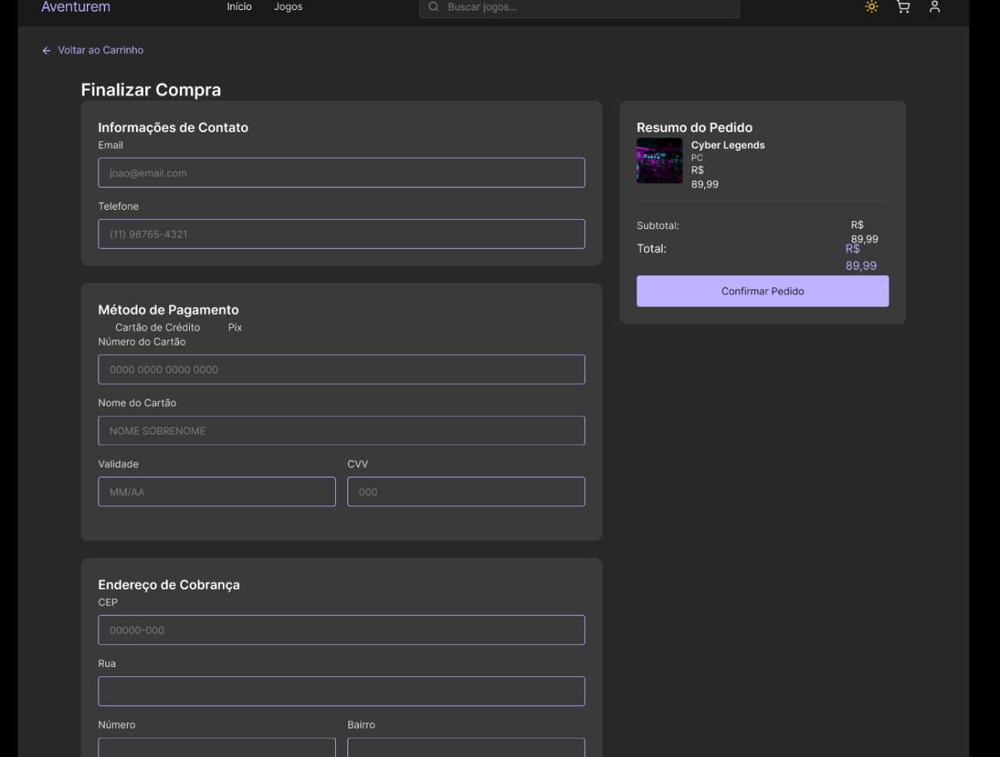 Aventurem
Início
Jogos
Buscar jogos...
Voltar ao Carrinho
Finalizar Compra
Informações de Contato
Email
joao@email.com
Telefone
(11) 98765-4321
Método de Pagamento
Cartão de Crédito
Pix
Número do Cartão
0000 0000 0000 0000
Nome do Cartão
NOME SOBRENOME
Validade
CVV
MM/AA
000
Endereço de Cobrança
CEP
00000-000
Rua
Número
Bairro
Resumo do Pedido
Cyber Legends
PC
R$
89,99
Subtotal:
R$
89,99
Total:
R$
89,99
Confirmar Pedido